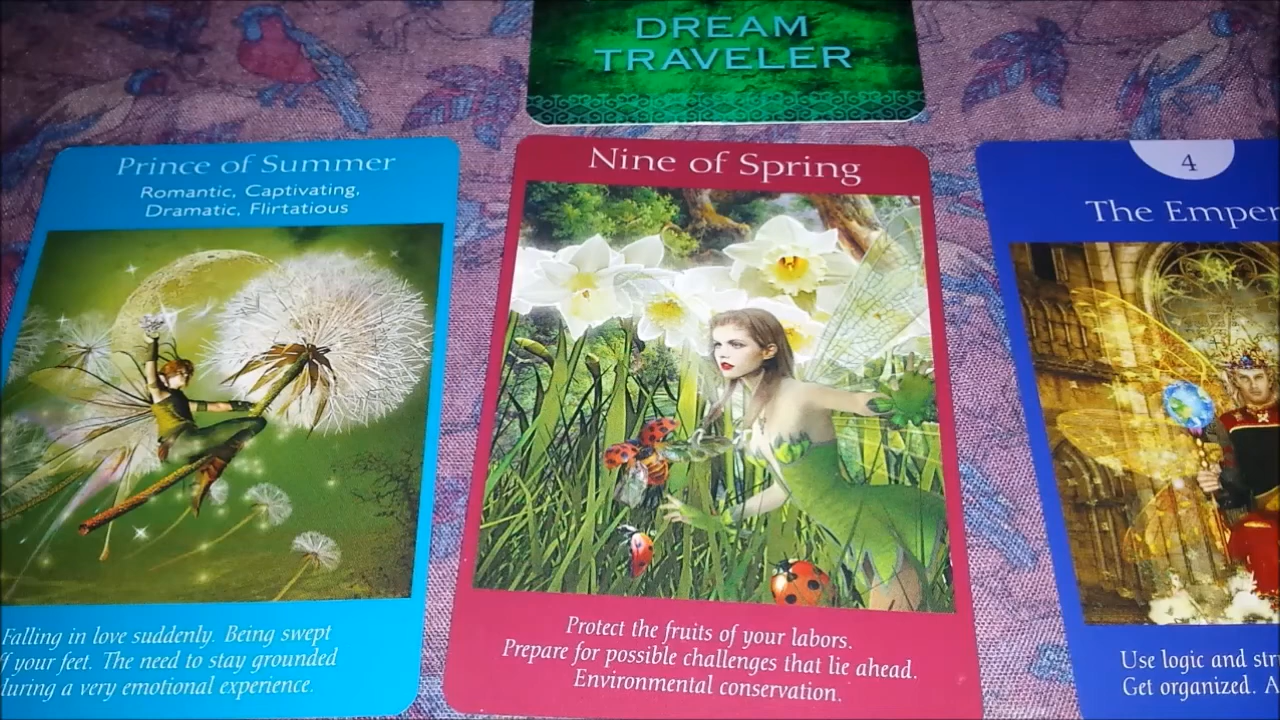 DREAM
TRAVELER
Prince of Summer
Romantic, Captivating,
Dramatic, Flirtatious
Falling in love suddenly. Being swept
your feet. The need to stay grounded
during a very emotional experience.
Nine of Spring
Protect the fruits of your labors.
Prepare for possible challenges that lie ahead.
Environmental conservation.
4
The Emper
Use logic and str
Get organized. A